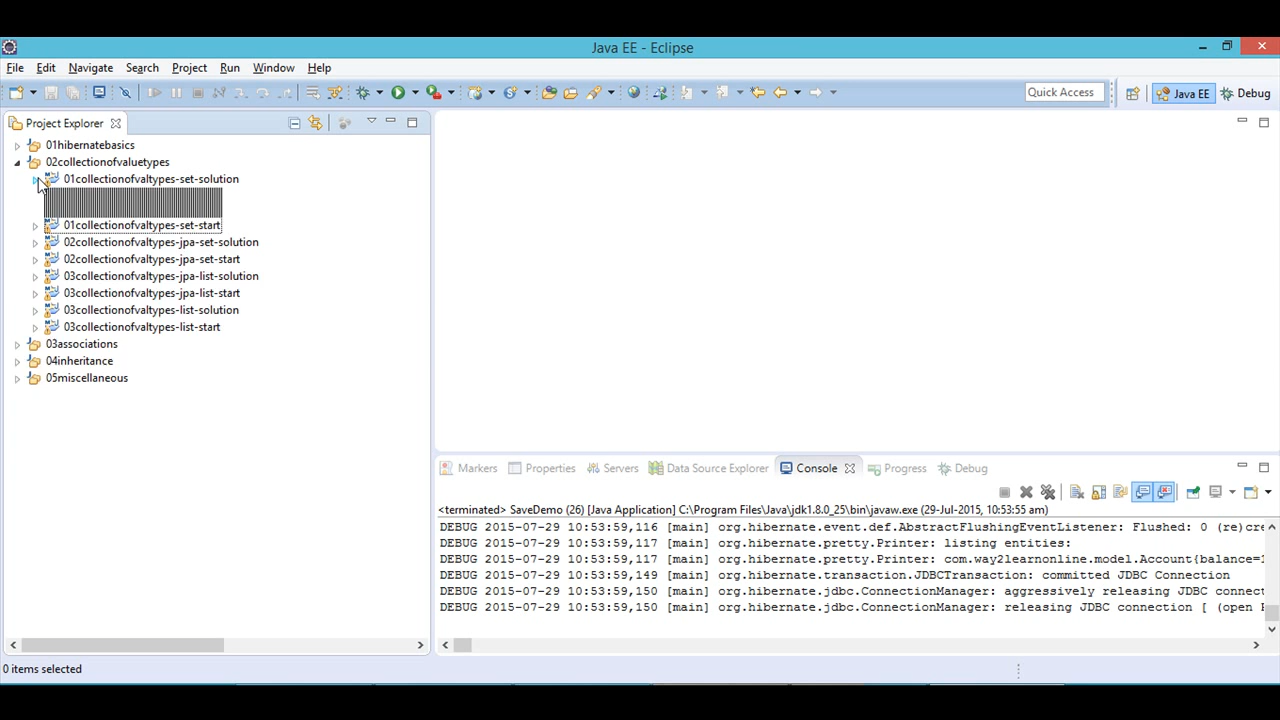 Java EE - Eclipse
File Edit Navigate Search Project Run Window Help
Quick Access Java EE Debug
Project Explorer
01hibernatebasics
02collectionofvaluetypes
01collectionofvaltypes-set-solution
01collectionofvaltypes-set-start
02collectionofvaltypes-jpa-set-solution
02collectionofvaltypes-jpa-set-start
03collectionofvaltypes-jpa-list-solution
03collectionofvaltypes-jpa-list-start
03collectionofvaltypes-list-solution
03collectionofvaltypes-list-start
03associations
04inheritance
05miscellaneous
Markers Properties Servers Data Source Explorer Console Progress Debug
<terminated> SaveDemo (26) [Java Application] C:\Program Files\Java\jdk1.8.0_25\bin\javaw.exe (29-Jul-2015, 10:53:55 am)
DEBUG 2015-07-29 10:53:59,116 [main] org.hibernate.event.def.AbstractFlushingEventListener: Flushed: 0 (re)cre
DEBUG 2015-07-29 10:53:59,117 [main] org.hibernate.pretty.Printer: listing entities:
DEBUG 2015-07-29 10:53:59,117 [main] org.hibernate.pretty.Printer: com.way2learnonline.model.Account{balance=1
DEBUG 2015-07-29 10:53:59,149 [main] org.hibernate.transaction.JDBCTransaction: committed JDBC Connection
DEBUG 2015-07-29 10:53:59,150 [main] org.hibernate.jdbc.ConnectionManager: aggressively releasing JDBC connect
DEBUG 2015-07-29 10:53:59,150 [main] org.hibernate.jdbc.ConnectionManager: releasing JDBC connection [ (open P
0 items selected